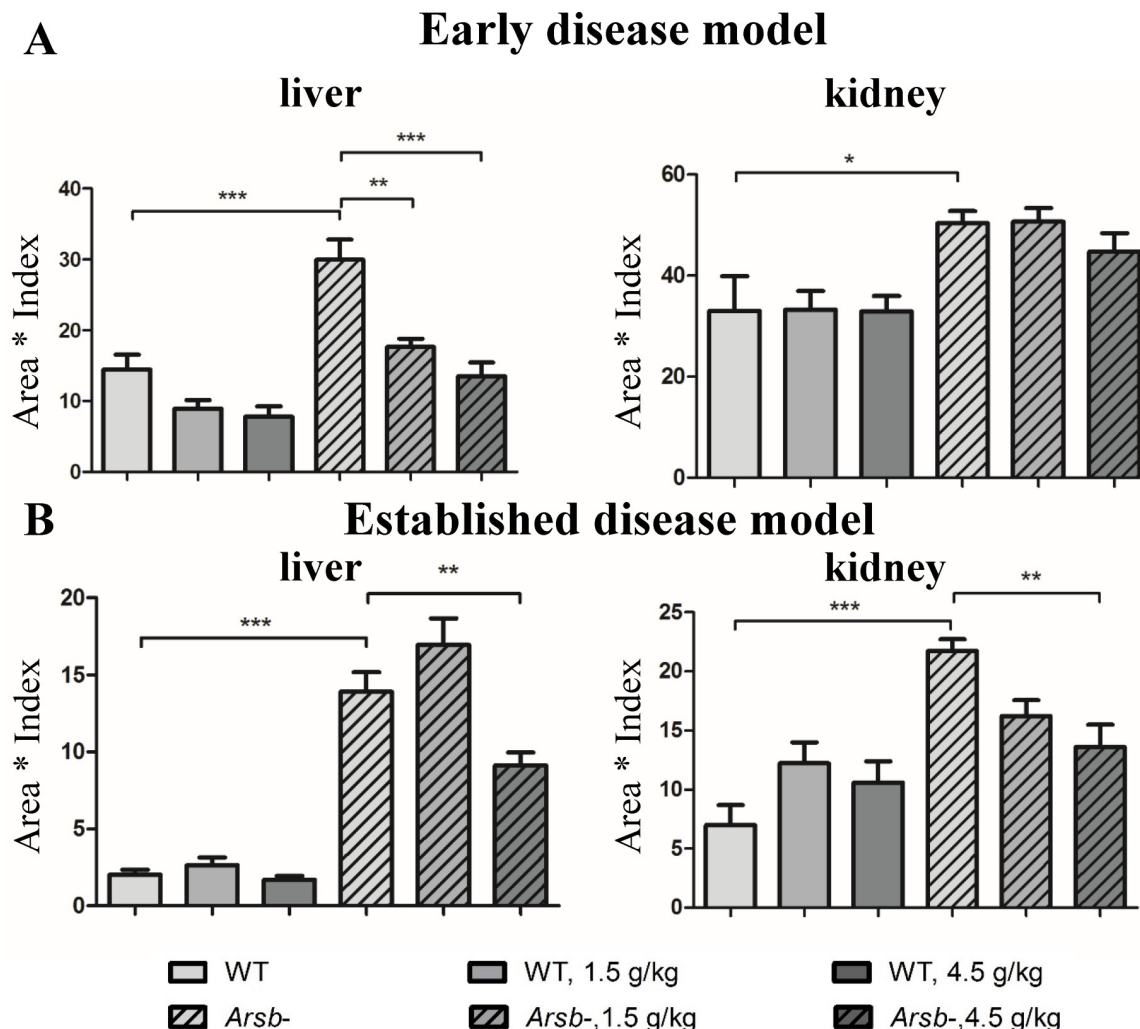 A
Early disease model
liver
kidney
***
***
**
*
Area * Index
40
30
20
10
0
Area * Index
60
40
20
0
B
Established disease model
liver
kidney
***
**
***
**
Area * Index
20
15
10
5
0
Area * Index
25
20
15
10
5
0
WT
WT, 1.5 g/kg
WT, 4.5 g/kg
Arsb-
Arsb-,1.5 g/kg
Arsb-,4.5 g/kg